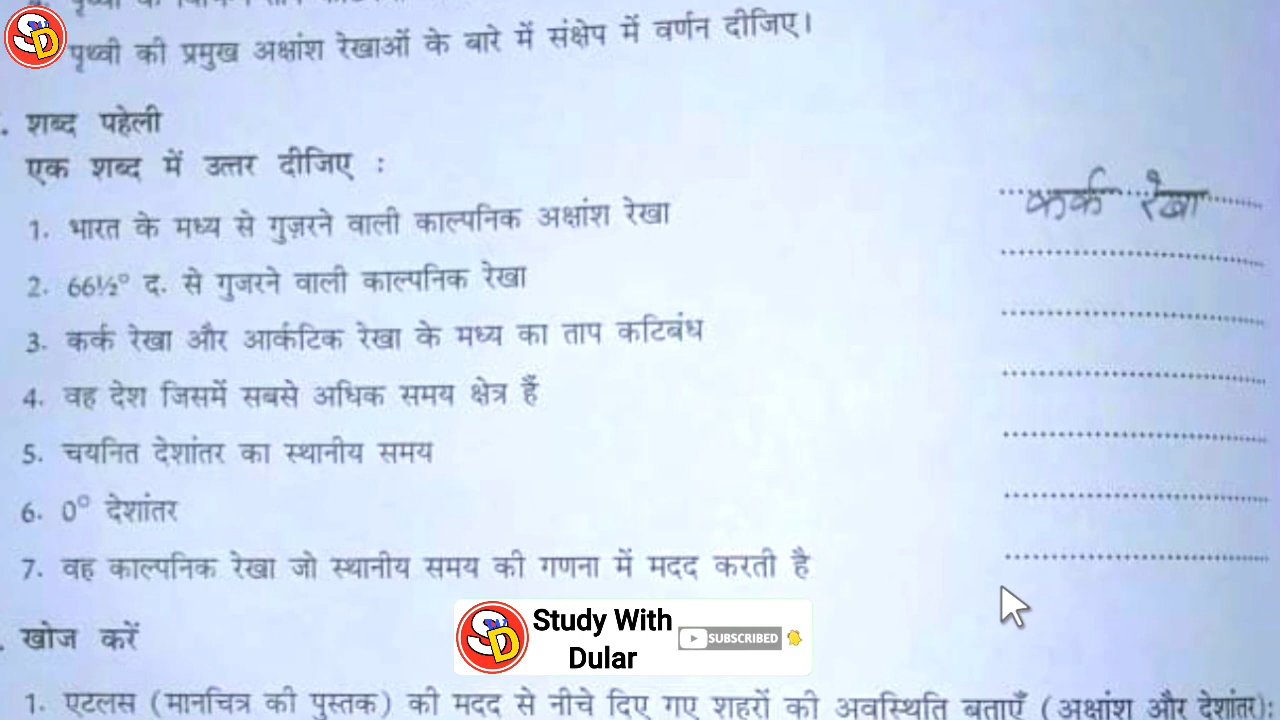 SD
पृथ्वी की प्रमुख अक्षांश रेखाओं के बारे में संक्षेप में वर्णन दीजिए।
शब्द पहेली
एक शब्द में उत्तर दीजिए :
1. भारत के मध्य से गुज़रने वाली काल्पनिक अक्षांश रेखा कर्क रेखा
2. 66½° द. से गुजरने वाली काल्पनिक रेखा
3. कर्क रेखा और आर्कटिक रेखा के मध्य का ताप कटिबंध
4. वह देश जिसमें सबसे अधिक समय क्षेत्र हैं
5. चयनित देशांतर का स्थानीय समय
6. 0° देशांतर
7. वह काल्पनिक रेखा जो स्थानीय समय की गणना में मदद करती है
SD Study With Dular SUBSCRIBED
खोज करें
1. एटलस (मानचित्र की पुस्तक) की मदद से नीचे दिए गए शहरों की अवस्थिति बताएँ (अक्षांश और देशांतर):